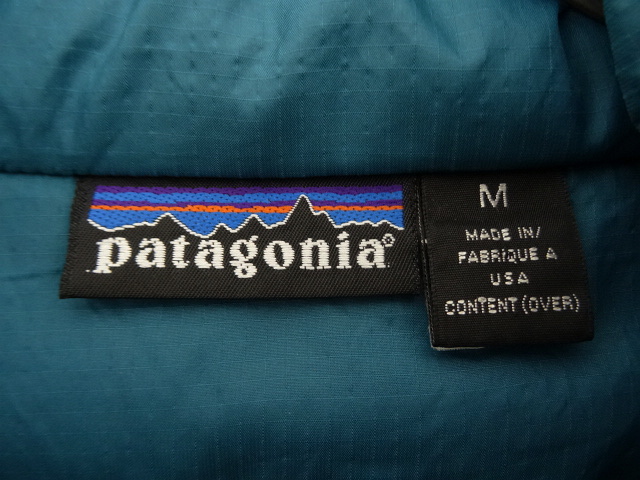 patagonia®
M
MADE IN/
FABRIQUE A
USA
CONTENT (OVER)